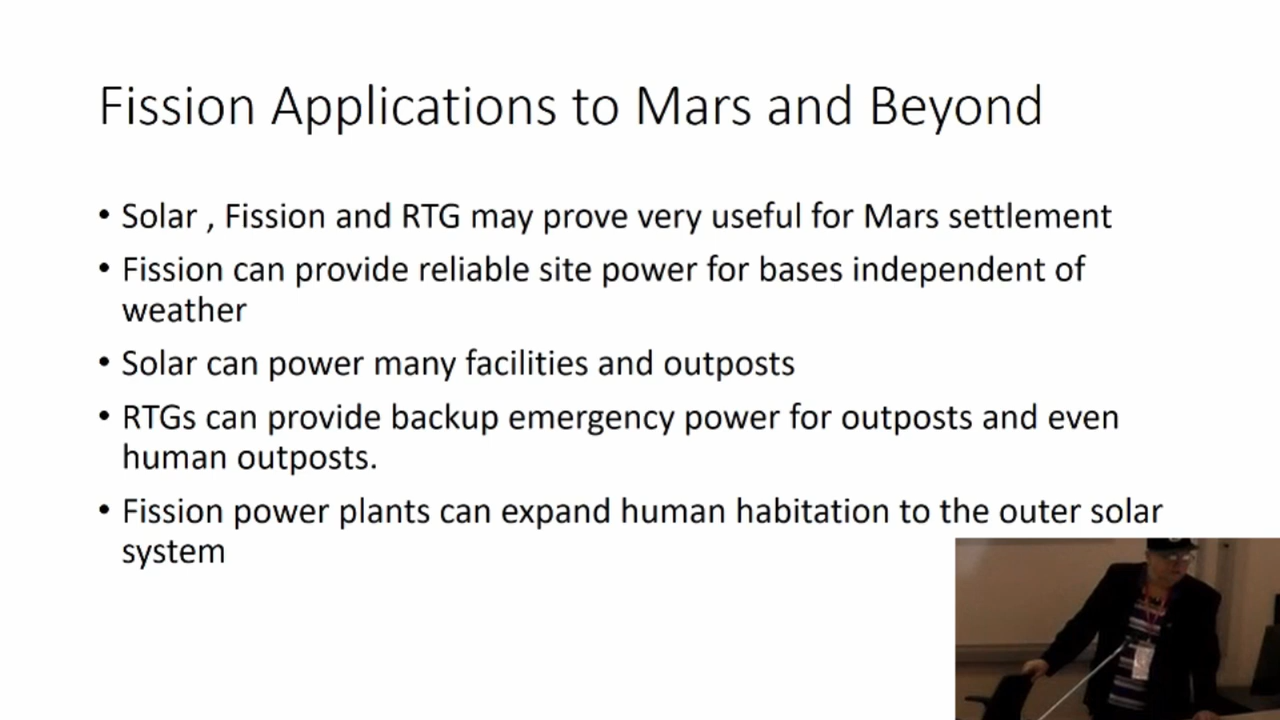 Fission Applications to Mars and Beyond
• Solar , Fission and RTG may prove very useful for Mars settlement
• Fission can provide reliable site power for bases independent of
weather
• Solar can power many facilities and outposts
• RTGs can provide backup emergency power for outposts and even
human outposts.
• Fission power plants can expand human habitation to the outer solar
system